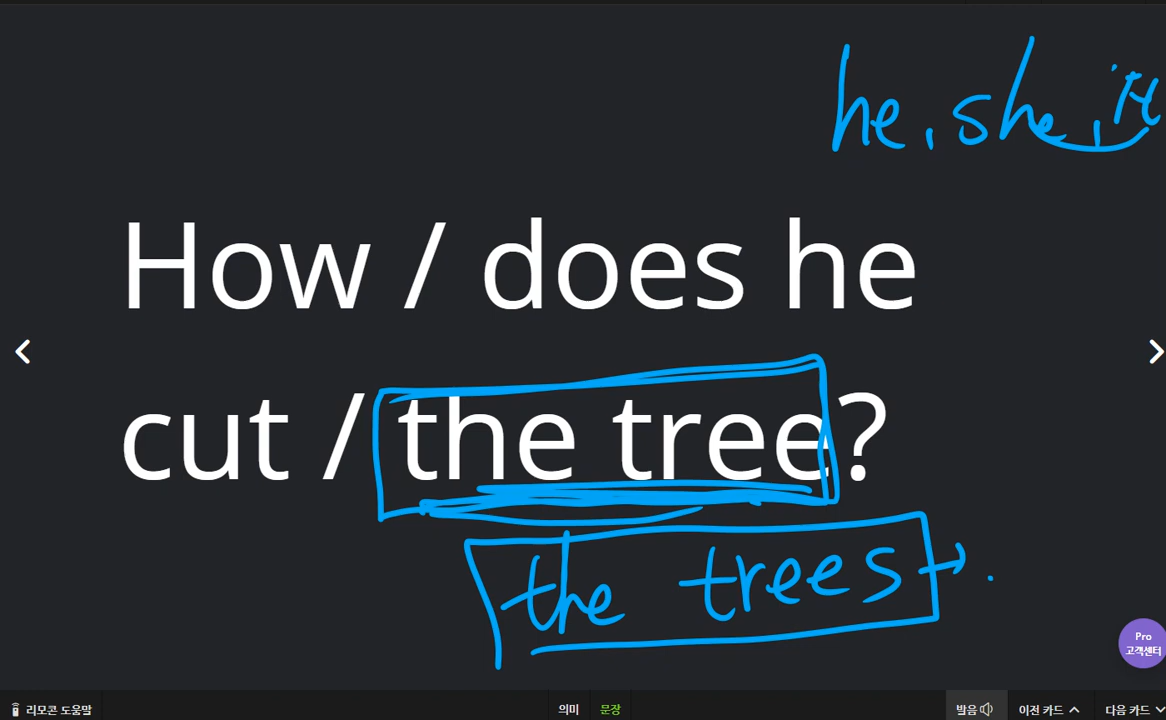 he, she, it
How / does he
cut / the tree?
the trees
Pro
고객센터
리모콘 도움말 의미 문장 발음 이전 카드 다음 카드